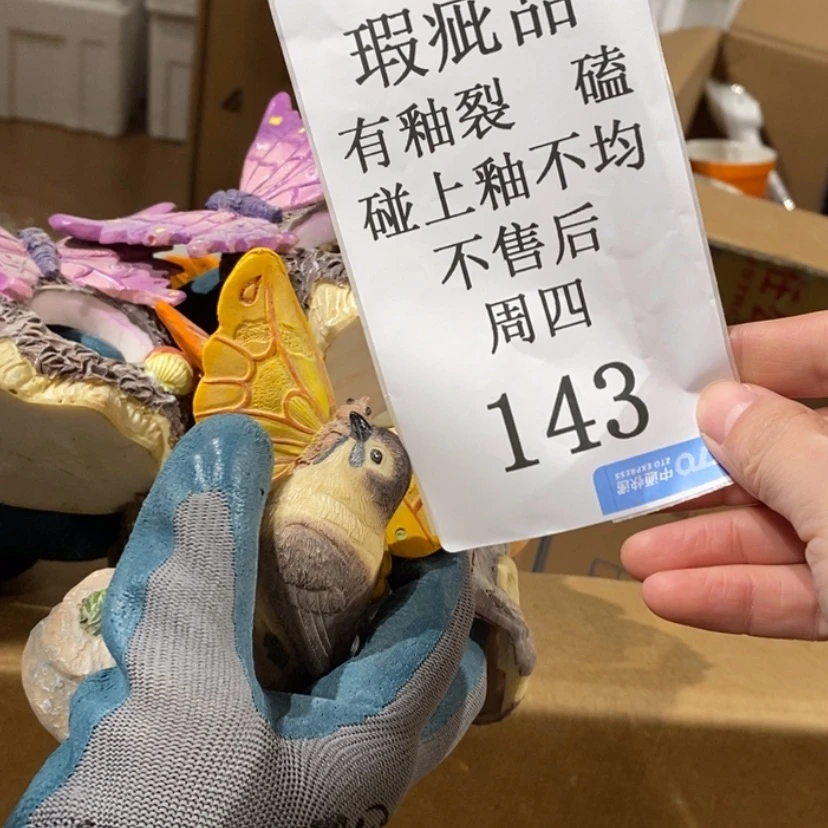 瑕疵品
有釉裂 磕
碰上釉不均
不售后
周四
143
中通快递
ZTO EXPRESS